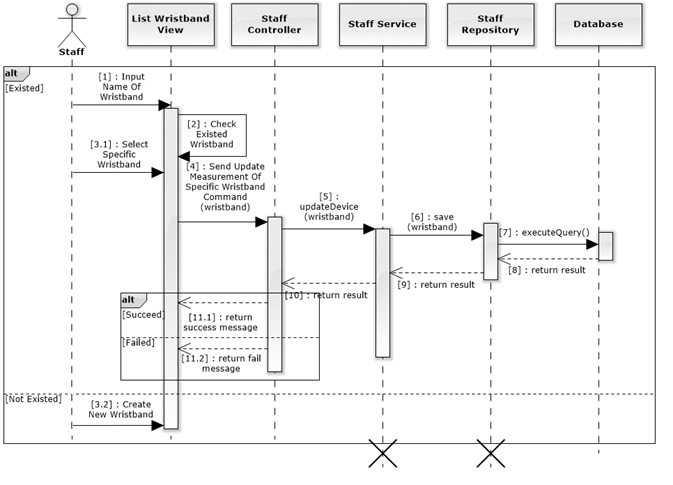 List Wristband
View
Staff
Controller
Staff Service
Staff
Repository
Database
Staff
alt
[Existed]
[1] : Input
Name Of
Wristband
[2] : Check
Existed
Wristband
[3.1] : Select
Specific
Wristband
[4] : Send Update
Measurement Of
Specific Wristband
Command
(wristband)
[5] :
updateDevice
(wristband)
[6] : save
(wristband)
[7] : executeQuery()
[8] : return result
[9] : return result
[10] : return result
alt
[Succeed]
[11.1] : return
success message
[Failed]
[11.2] : return fail
message
[Not Existed]
[3.2] : Create
New Wristband